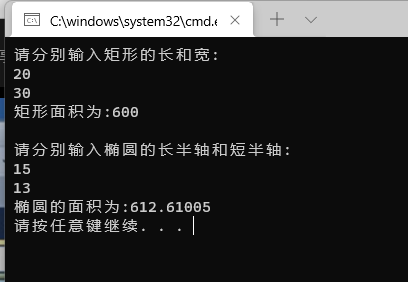 C:\windows\system32\cmd.e
请分别输入矩形的长和宽:
20
30
矩形面积为:600
请分别输入椭圆的长半轴和短半轴:
15
13
椭圆的面积为:612.61005
请按任意键继续. . .